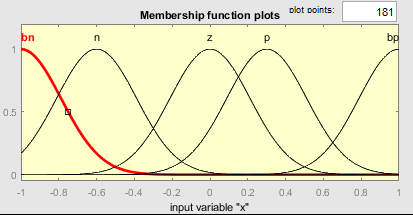 Membership function plots
plot points:
181
bn
n
z
p
bp
1
0.5
0
-1
-0.8
-0.6
-0.4
-0.2
0
0.2
0.4
0.6
0.8
1
input variable "x"